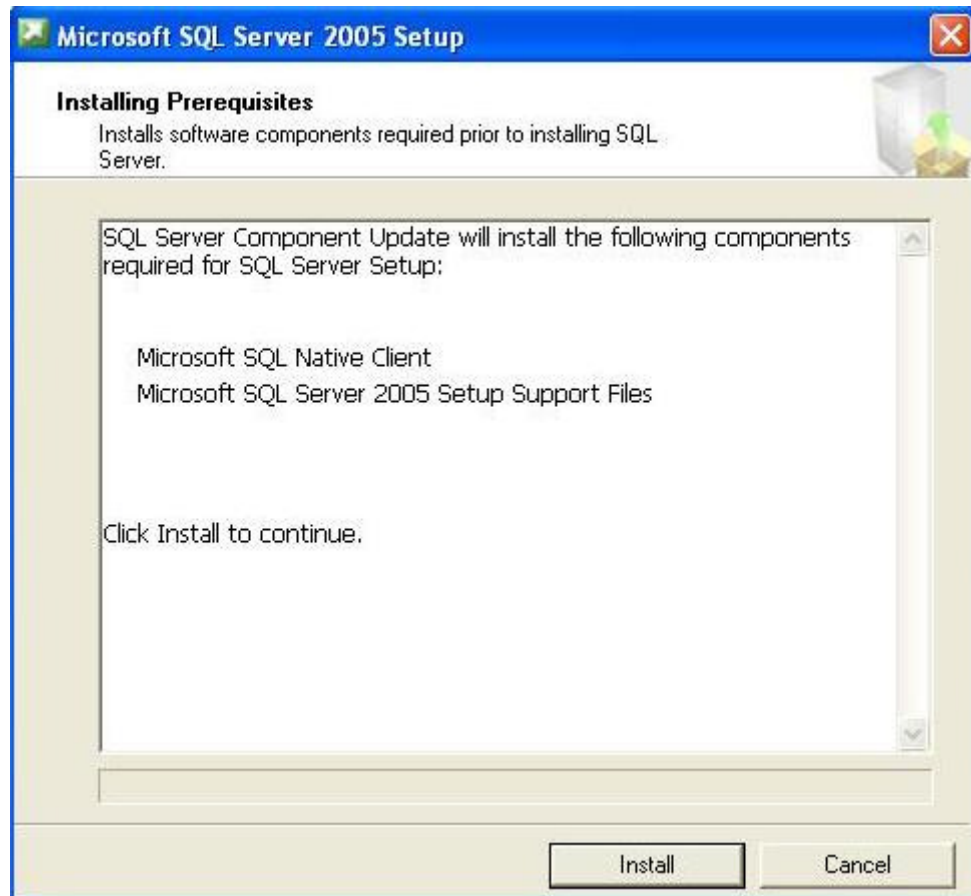 Microsoft SQL Server 2005 Setup
Installing Prerequisites
Installs software components required prior to installing SQL
Server.
SQL Server Component Update will install the following components
required for SQL Server Setup:
Microsoft SQL Native Client
Microsoft SQL Server 2005 Setup Support Files
Click Install to continue.
Install Cancel